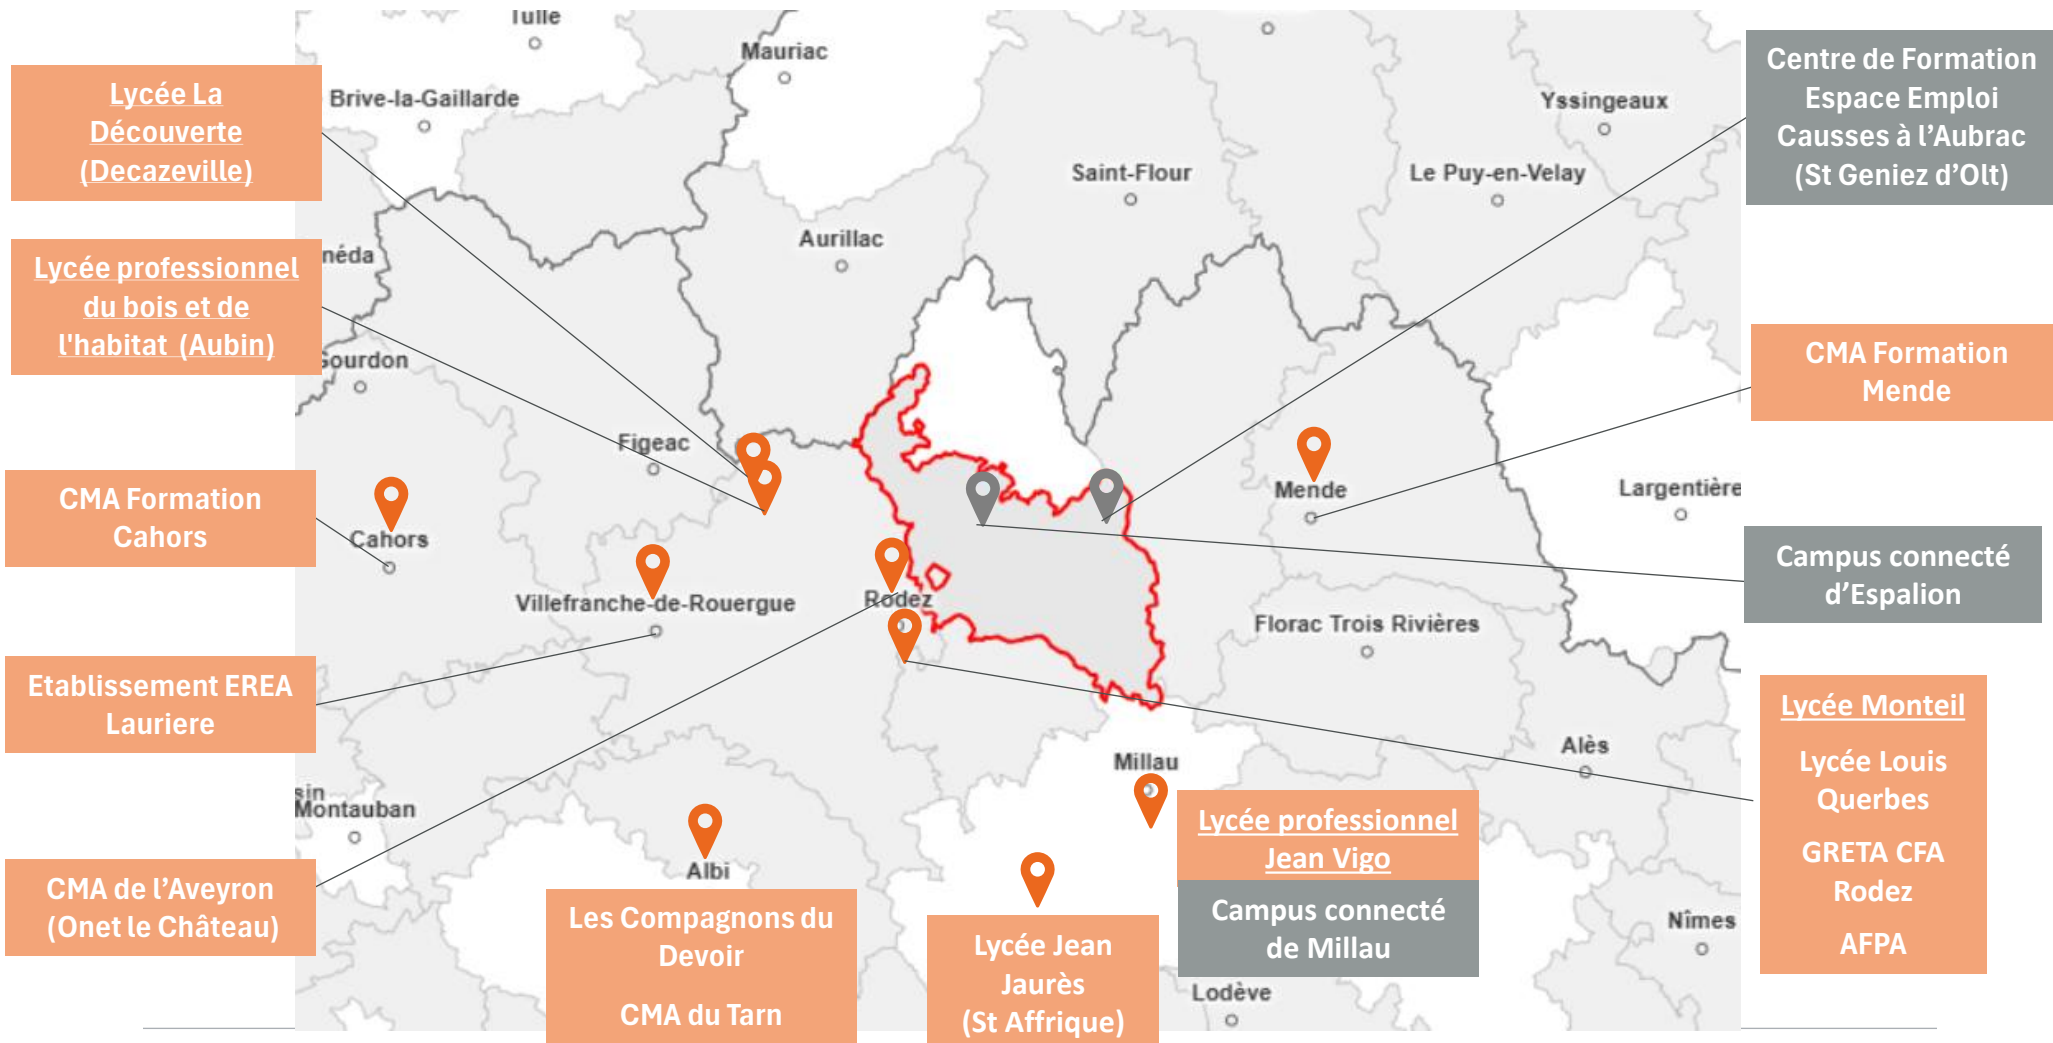 Lycée La
Découverte
(Decazeville)
Lycée professionnel
du bois et de
l'habitat (Aubin)
CMA Formation
Cahors
Etablissement EREA
Lauriere
CMA de l’Aveyron
(Onet le Château)
Tulle
Mauriac
Brive-la-Gaillarde
Yssingeaux
Saint-Flour
Le Puy-en-Velay
Aurillac
néda
Gourdon
Figeac
Mende
Largentière
Cahors
Villefranche-de-Rouergue
Rodez
Florac Trois Rivières
Alès
Millau
sin
Montauban
Albi
Nîmes
Lodève
Les Compagnons du
Devoir
CMA du Tarn
Lycée Jean
Jaurès
(St Affrique)
Lycée professionnel
Jean Vigo
Campus connecté
de Millau
Centre de Formation
Espace Emploi
Causses à l’Aubrac
(St Geniez d’Olt)
CMA Formation
Mende
Campus connecté
d’Espalion
Lycée Monteil
Lycée Louis
Querbes
GRETA CFA
Rodez
AFPA